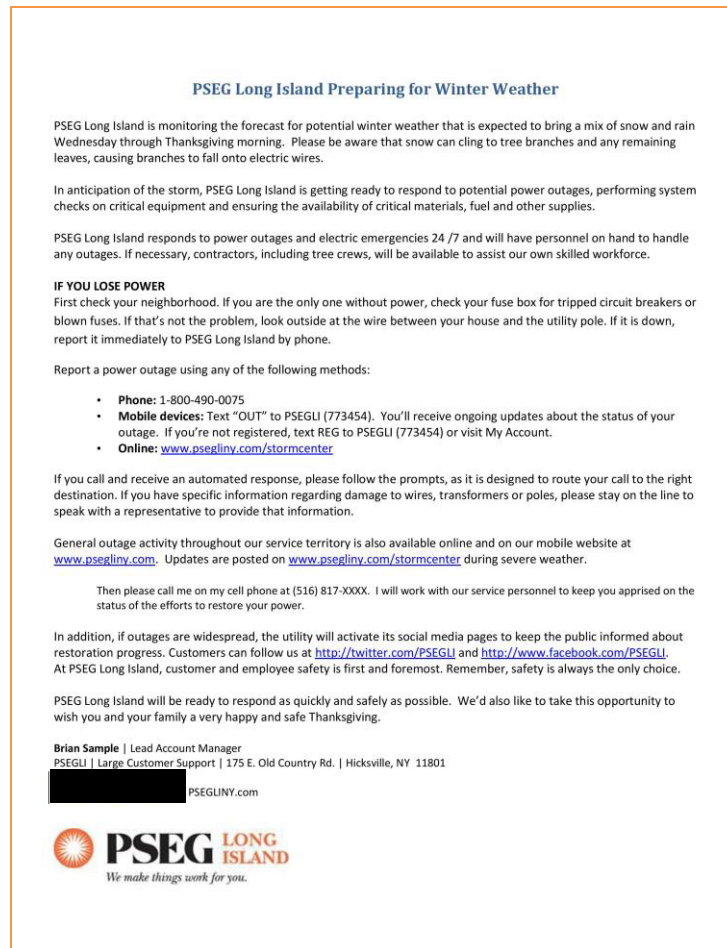 PSEG Long Island Preparing for Winter Weather
PSEG Long Island is monitoring the forecast for potential winter weather that is expected to bring a mix of snow and rain
Wednesday through Thanksgiving morning.  Please be aware that snow can cling to tree branches and any remaining
leaves, causing branches to fall onto electric wires.
In anticipation of the storm, PSEG Long Island is getting ready to respond to potential power outages, performing system
checks on critical equipment and ensuring the availability of critical materials, fuel and other supplies.
PSEG Long Island responds to power outages and electric emergencies 24 /7 and will have personnel on hand to handle
any outages. If necessary, contractors, including tree crews, will be available to assist our own skilled workforce.
IF YOU LOSE POWER
First check your neighborhood. If you are the only one without power, check your fuse box for tripped circuit breakers or
blown fuses. If that's not the problem, look outside at the wire between your house and the utility pole. If it is down,
report it immediately to PSEG Long Island by phone.
Report a power outage using any of the following methods:
• Phone: 1-800-490-0075
• Mobile devices: Text “OUT” to PSEGLI (773454).  You'll receive ongoing updates about the status of your
outage.  If you're not registered, text REG to PSEGLI (773454) or visit My Account.
• Online: www.psegliny.com/stormcenter
If you call and receive an automated response, please follow the prompts, as it is designed to route your call to the right
destination. If you have specific information regarding damage to wires, transformers or poles, please stay on the line to
speak with a representative to provide that information.
General outage activity throughout our service territory is also available online and on our mobile website at
www.psegliny.com.  Updates are posted on www.psegliny.com/stormcenter during severe weather.
Then please call me on my cell phone at (516) 817-XXXX.  I will work with our service personnel to keep you apprised on the
status of the efforts to restore your power.
In addition, if outages are widespread, the utility will activate its social media pages to keep the public informed about
restoration progress. Customers can follow us at http://twitter.com/PSEGLI and http://www.facebook.com/PSEGLI.
At PSEG Long Island, customer and employee safety is first and foremost. Remember, safety is always the only choice.
PSEG Long Island will be ready to respond as quickly and safely as possible.  We'd also like to take this opportunity to
wish you and your family a very happy and safe Thanksgiving.
Brian Sample | Lead Account Manager
PSEGLI | Large Customer Support | 175 E. Old Country Rd. | Hicksville, NY  11801
PSEGLINY.com
PSEG LONG ISLAND
We make things work for you.